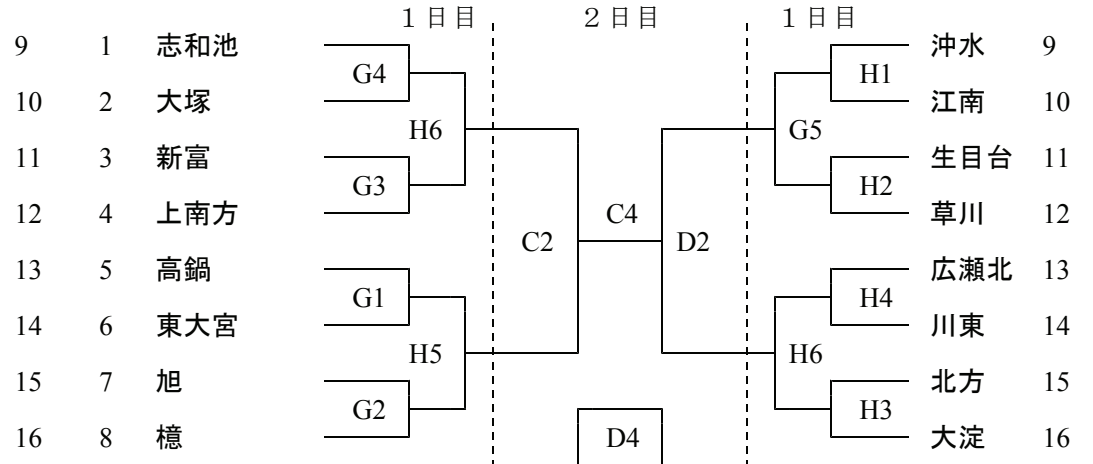 １日目 ２日目 １日目
9 1 志和池 沖水 9
G4 H1
10 2 大塚 江南 10
H6 G5
11 3 新富 生目台 11
G3 H2
12 4 上南方 C4 草川 12
C2 D2
13 5 高鍋 広瀬北 13
G1 H4
14 6 東大宮 川東 14
H5 H6
15 7 旭 北方 15
G2 H3
16 8 檍 D4 大淀 16